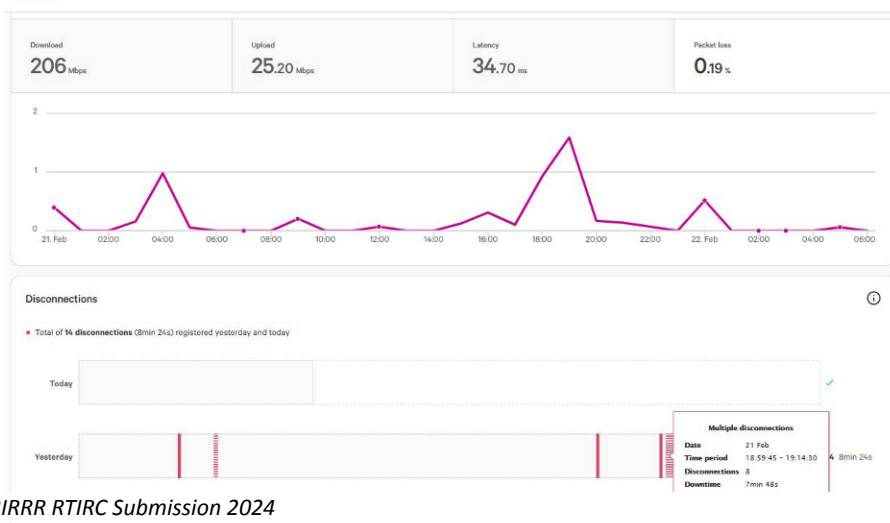 Download
206 Mbps
Upload
25.20 Mbps
Latency
34.70 ms
Packet loss
0.19 %
2
1
0
21. Feb 02:00 04:00 06:00 08:00 10:00 12:00 14:00 16:00 18:00 20:00 22:00 22. Feb 02:00 04:00 06:00
Disconnections
Total of 14 disconnections (8min 24s) registered yesterday and today
Today
Yesterday
4 8min 24s
Multiple disconnections
Date 21 Feb
Time period 18:59:45 - 19:14:30
Disconnections 8
Downtime 7min 48s
IRRR RTIRC Submission 2024